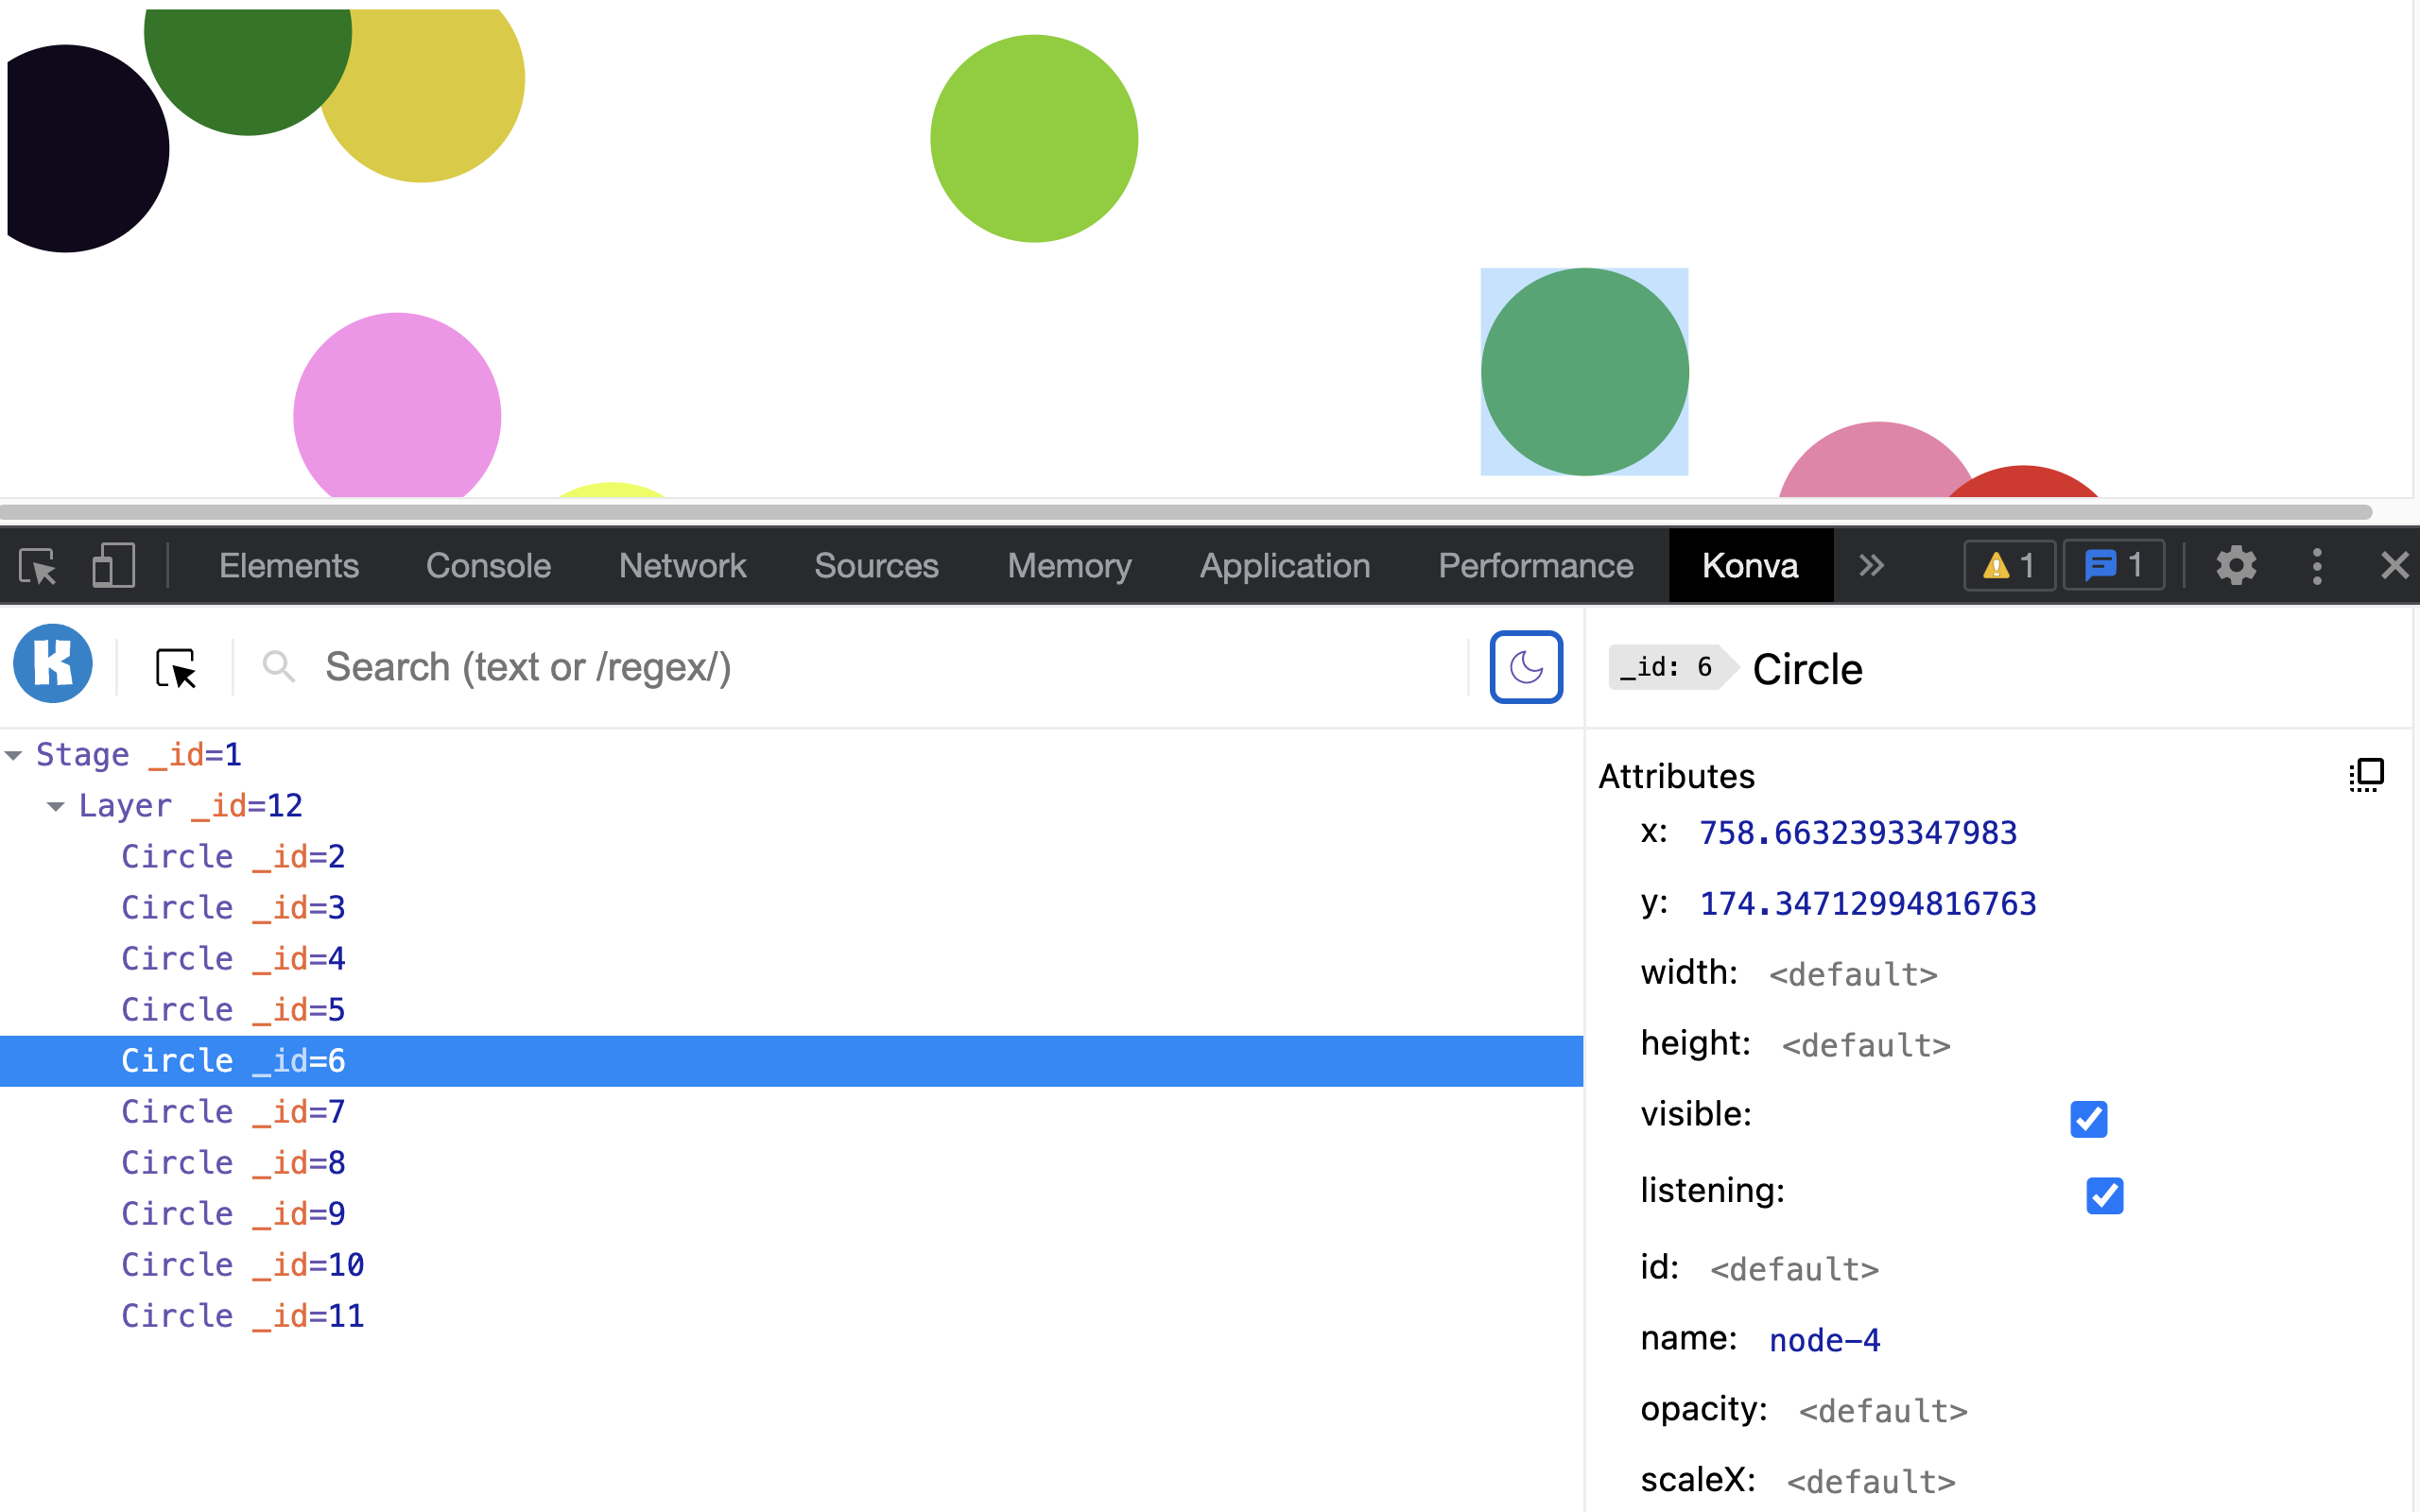 Elements Console Network Sources Memory Application Performance Konva 1 1
K Search (text or /regex/)
_id: 6 Circle
Stage _id=1
Layer _id=12
Circle _id=2
Circle _id=3
Circle _id=4
Circle _id=5
Circle _id=6
Circle _id=7
Circle _id=8
Circle _id=9
Circle _id=10
Circle _id=11
Attributes
x: 758.6632393347983
y: 174.34712994816763
width: <default>
height: <default>
visible:
listening:
id: <default>
name: node-4
opacity: <default>
scaleX: <default>